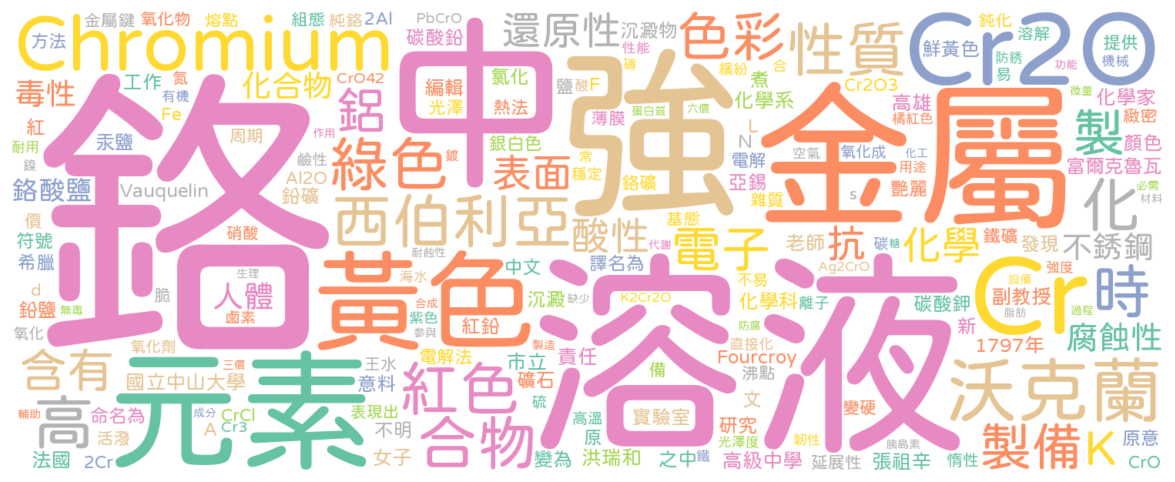 Chromium
鉻
中
強
金屬
Cr2O
溶液
元素
黃色
Cr
金屬鍵
氧化物
熔點
組態
純鉻
2Al
PbCrO
碳酸鉛
還原性
沉澱物
性能
磚
色彩
性質
鮮黃色
鈍化
溶解
防銹
易
提供
機械
功能
方法
毒性
工作
氮
有機
化合物
CrO42
鋁
編輯
光澤
氯化
熱法
鹽
酸
F
繽紛
合
煮
化學系
Cr2O3
高雄
橘紅色
微量
化學家
緻密
製
顏色
紅
Fe
耐用
鎳
汞鹽
周期
作用
鹼性
綠色
鍍
銀白色
表面
薄膜
蛋白質
六價
常
穩定
鉻礦
L
N
電解
亞錫
雜質
空氣
氧化成
化工
用途
艷麗
s
富爾克魯瓦
必需
材料
化
鉻酸鹽
Vauquelin
Al2O
鉛礦
西伯利亞
酸性
基態
代謝
電子
老師
抗
碳
糖
化學
鐵礦
發現
不銹鋼
價
符號
希臘
硝酸
耐蝕性
海水
中文
譯名為
不易
Ag2CrO
設備
強度
d
鉛鹽
無毒
脆
生理
人體
鹵素
合成
紫色
參與
紅鉛
沉澱
缺少
K2Cr2O
化學科
離子
碳酸鉀
副教授
脂肪
過程
時
氧化
氧化劑
三價
製造
電解法
市立
責任
防腐
直接化
Fourcroy
新
1797年
腐蝕性
含有
國立中山大學
王水
意料
礦石
備
沸點
輔助
命名為
成分
CrCl
Cr3
表現出
紅色
硫
高溫
實驗室
文
變硬
沃克蘭
高
活潑
A
不明
合物
原
研究
光澤度
韌性
胰島素
製備
K
原意
法國
2Cr
女子
變為
洪瑞和
之中
鐵
高級中學
延展性
張祖辛
惰性
CrO